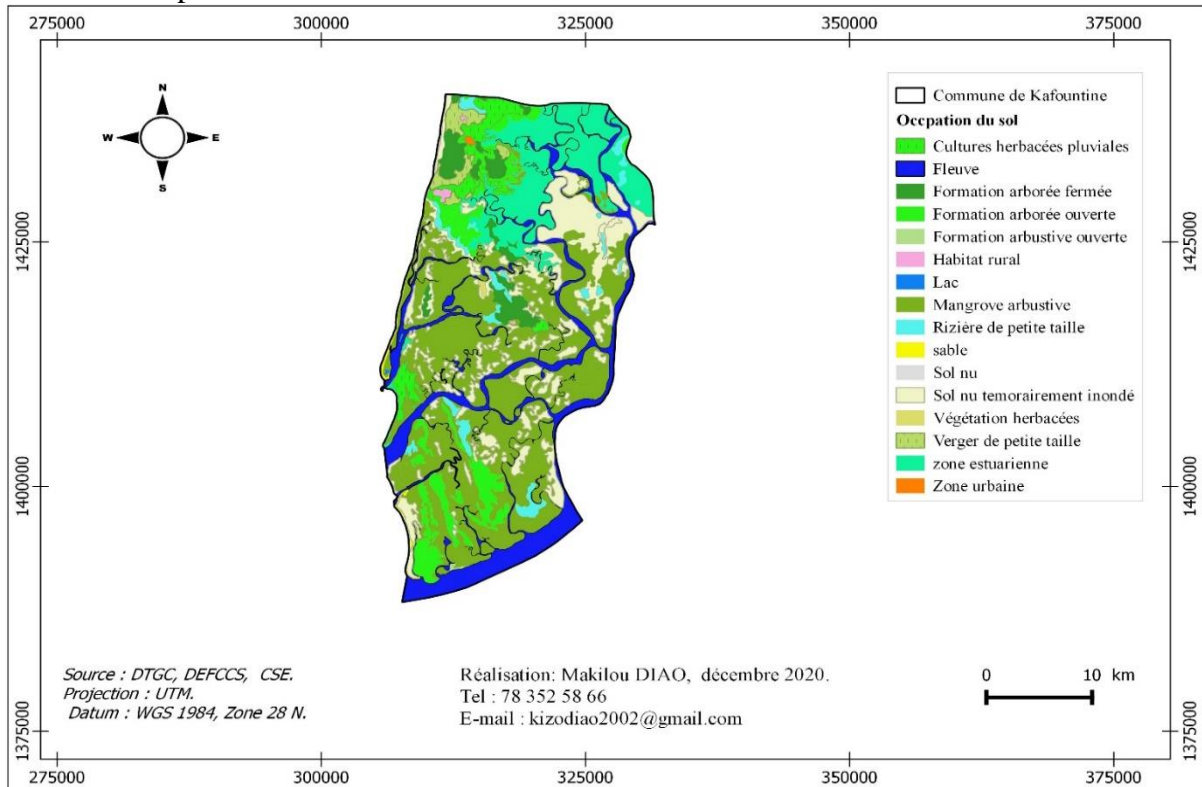 275000 300000 325000 350000 375000
N
W E
S
1425000 1425000
1400000 1400000
1375000 1375000
Commune de Kafountine
Occpation du sol
Cultures herbacées pluviales
Fleuve
Formation arborée fermée
Formation arborée ouverte
Formation arbustive ouverte
Habitat rural
Lac
Mangrove arbustive
Rizière de petite taille
sable
Sol nu
Sol nu temorairement inondé
Végétation herbacées
Verger de petite taille
zone estuarienne
Zone urbaine
Source : DTGC, DEFCCS, CSE.
Projection : UTM.
Datum : WGS 1984, Zone 28 N.
Réalisation: Makilou DIAO, décembre 2020.
Tel : 78 352 58 66
E-mail : kizodiao2002@gmail.com
0 10 km
275000 300000 325000 350000 375000